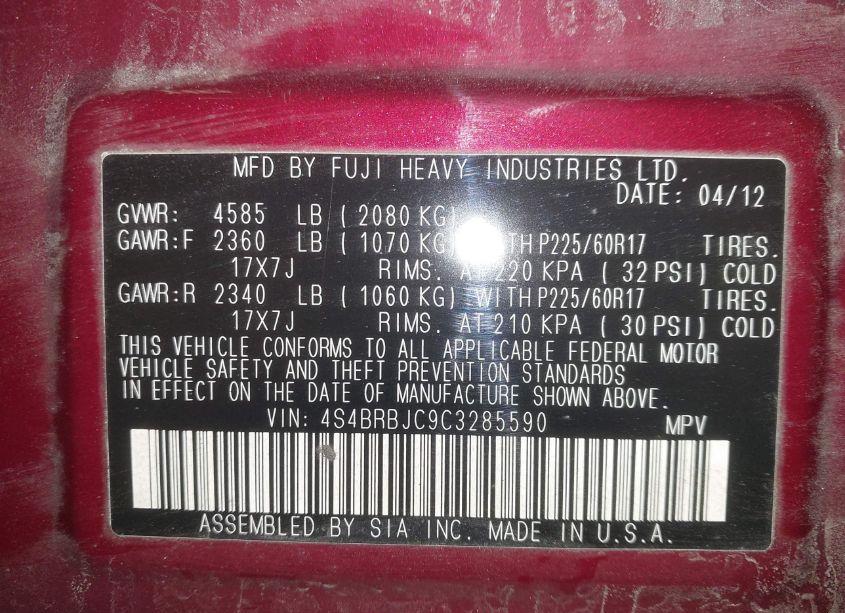 MFD BY FUJI HEAVY INDUSTRIES LTD.
DATE: 04/12
GVWR: 4585 LB ( 2080 KG)
GAWR:F 2360 LB ( 1070 KG) WITH P225/60R17 TIRES.
17X7J RIMS. AT 220 KPA ( 32 PSI) COLD
GAWR:R 2340 LB ( 1060 KG) WITH P225/60R17 TIRES.
17X7J RIMS. AT 210 KPA ( 30 PSI) COLD
THIS VEHICLE CONFORMS TO ALL APPLICABLE FEDERAL MOTOR
VEHICLE SAFETY AND THEFT PREVENTION STANDARDS
IN EFFECT ON THE DATE OF MANUFACTURE SHOWN ABOVE.
VIN: 4S4BRBJC9C3285590 MPV
ASSEMBLED BY SIA INC. MADE IN U.S.A.